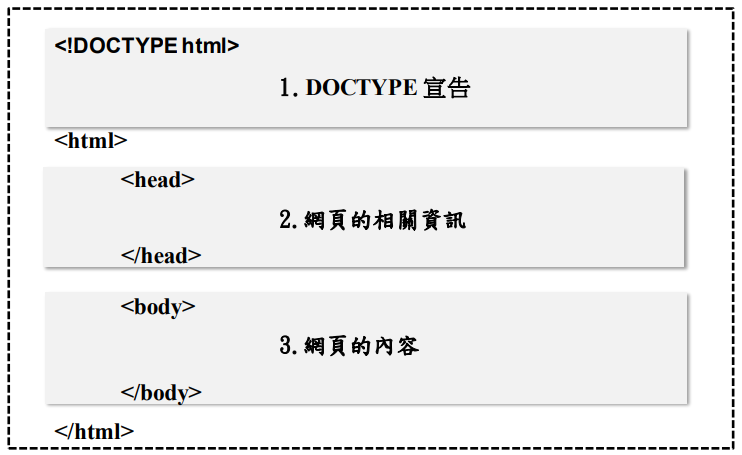 <!DOCTYPE html>
1. DOCTYPE 宣告
<html>
<head>
2. 網頁的相關資訊
</head>
<body>
3. 網頁的內容
</body>
</html>